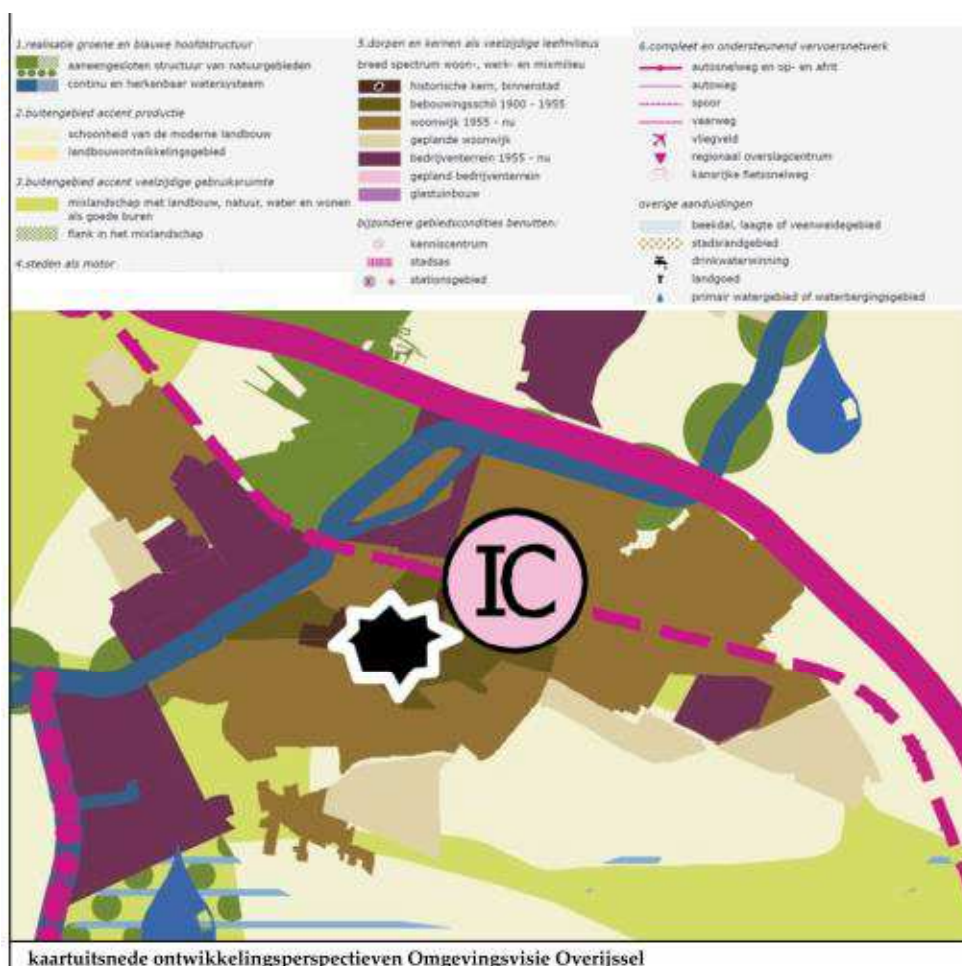 1.realisatie groene en blauwe hoofdstructuur
aaneengesloten structuur van natuurgebieden
continu en herkenbaar watersysteem
2.buitengebied accent productie
schoonheid van de moderne landbouw
landbouwontwikkelingsgebied
3.buitengebied accent veelzijdige gebruiksruimte
mixlandschap met landbouw, natuur, water en wonen
als goede buren
flank in het mixlandschap
4.steden als motor
5.dorpen en kernen als veelzijdige leefmilieus
breed spectrum woon-, werk- en mixmilieu
historische kern, binnenstad
bebouwingsschil 1900 - 1955
woonwijk 1955 - nu
geplande woonwijk
bedrijventerrein 1955 - nu
gepland bedrijventerrein
glastuinbouw
bijzondere gebiedscondities benutten:
kenniscentrum
stadsas
stationsgebied
6.compleet en ondersteunend vervoersnetwerk
autosnelweg en op- en afrit
autoweg
spoor
vaarweg
vliegveld
regionaal overslagcentrum
kansrijke fietssnelweg
overige aanduidingen
beekdal, laagte of veenweidegebied
stadsrandgebied
drinkwaterwinning
landgoed
primair watergebied of waterbergingsgebied
IC
kaartuitsnede ontwikkelingsperspectieven Omgevingsvisie Overijssel